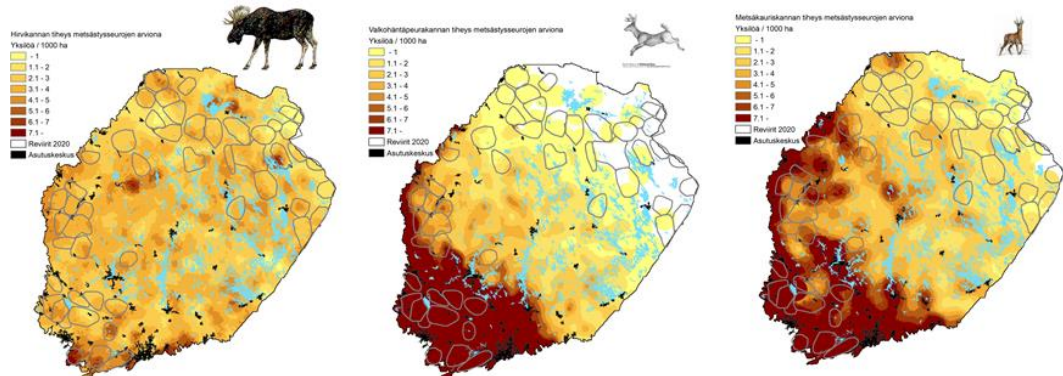 Hirvikannan tiheys metsästysseurojen arviona
Yksilöä / 1000 ha
- 1
1.1 - 2
2.1 - 3
3.1 - 4
4.1 - 5
5.1 - 6
6.1 - 7
7.1 -
Reviirit 2020
Asutuskeskus
Valkohäntäpeurakannan tiheys metsästysseurojen arviona
Yksilöä / 1000 ha
- 1
1.1 - 2
2.1 - 3
3.1 - 4
4.1 - 5
5.1 - 6
6.1 - 7
7.1 -
Reviirit 2020
Asutuskeskus
Metsäkauriskannan tiheys metsästysseurojen arviona
Yksilöä / 1000 ha
- 1
1.1 - 2
2.1 - 3
3.1 - 4
4.1 - 5
5.1 - 6
6.1 - 7
7.1 -
Reviirit 2020
Asutuskeskus